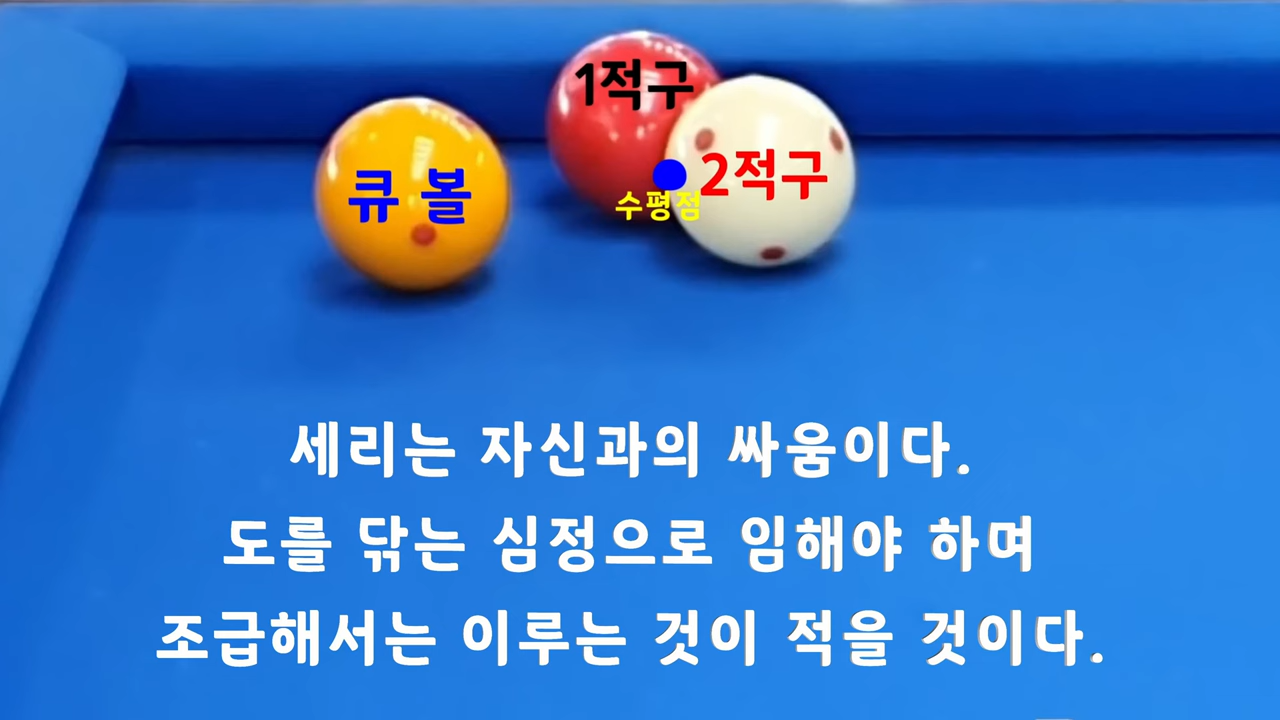 1적구
큐 볼
2적구
수평점
세리는 자신과의 싸움이다.
도를 닦는 심정으로 임해야 하며
조급해서는 이루는 것이 적을 것이다.